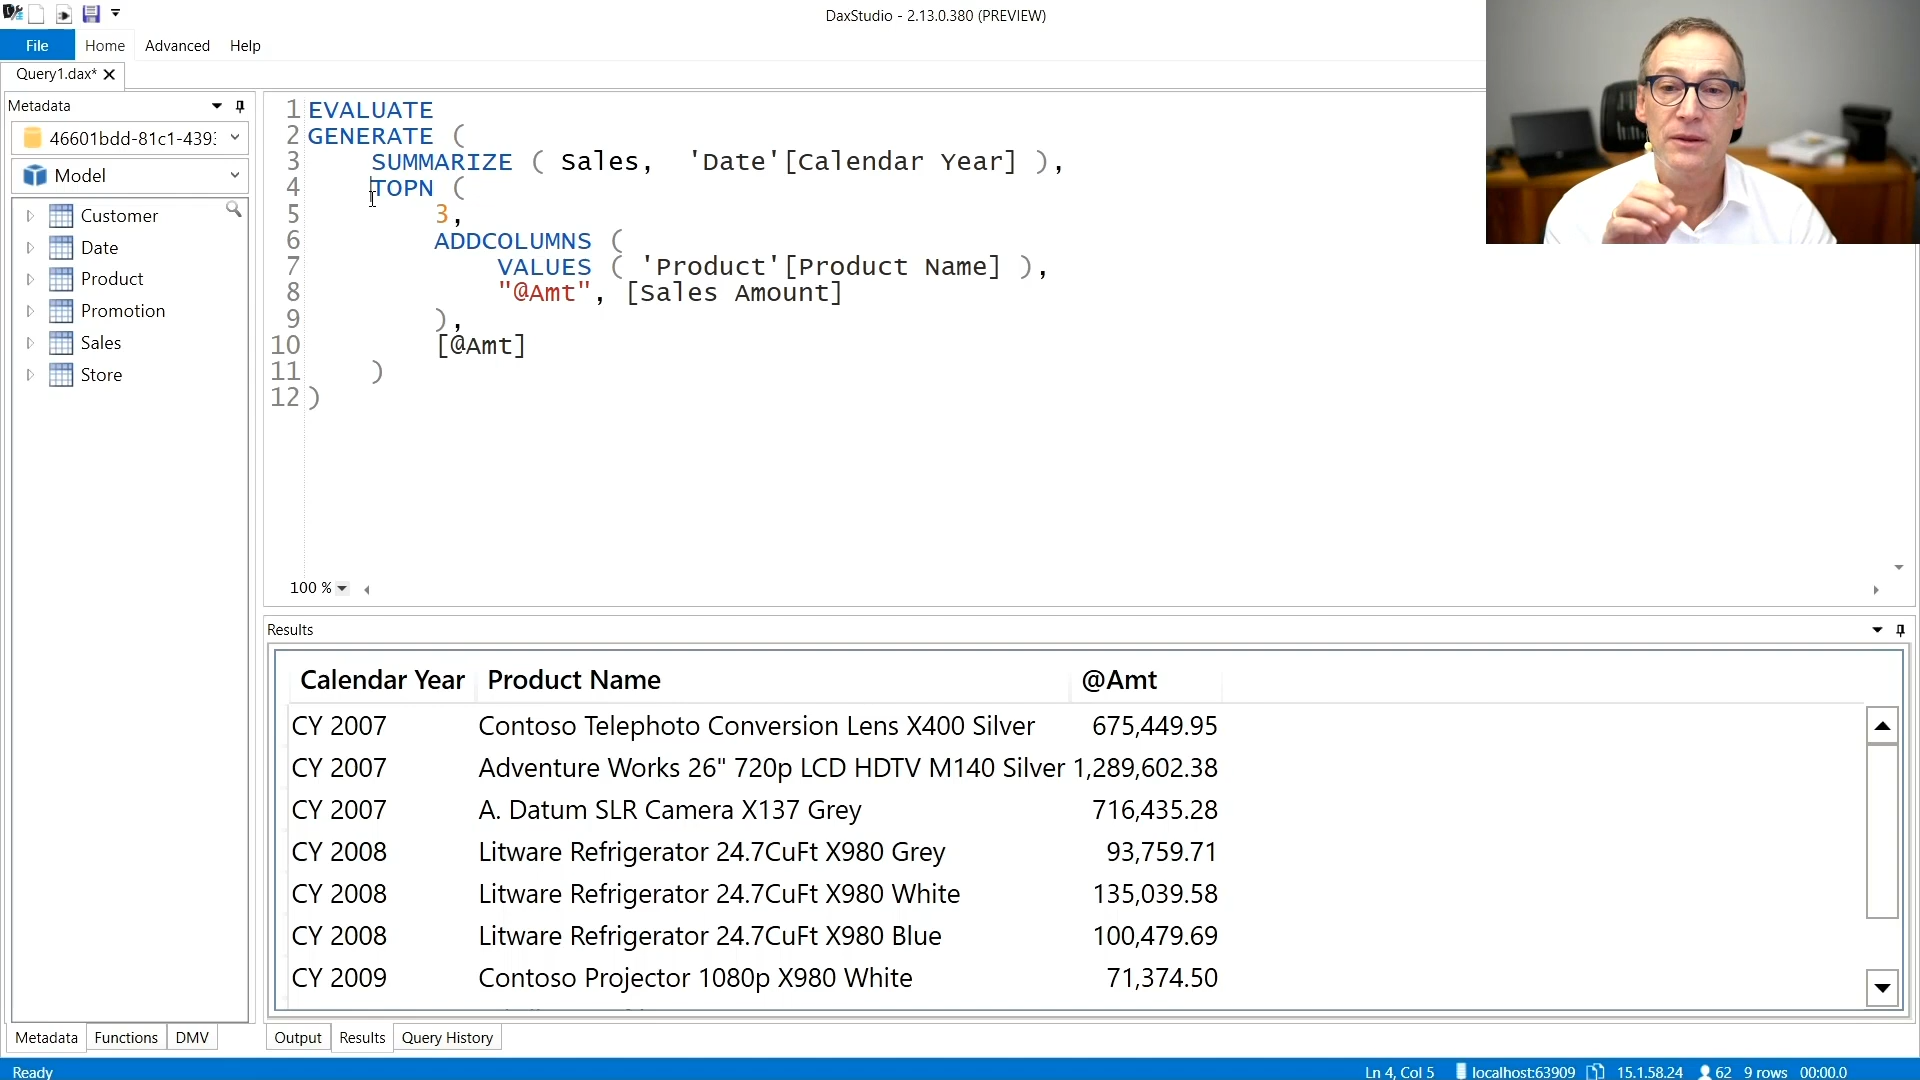 DaxStudio - 2.13.0.380 (PREVIEW)
File Home Advanced Help
Query1.dax*
Metadata
46601bdd-81c1-439
Model
Customer
Date
Product
Promotion
Sales
Store
1 EVALUATE
2 GENERATE (
3 SUMMARIZE ( Sales, 'Date'[Calendar Year] ),
4 TOPN (
5 3,
6 ADDCOLUMNS (
7 VALUES ( 'Product'[Product Name] ),
8 "@Amt", [Sales Amount]
9 ),
10 [@Amt]
11 )
12 )
100 %
Results
Calendar Year Product Name @Amt
CY 2007 Contoso Telephoto Conversion Lens X400 Silver 675,449.95
CY 2007 Adventure Works 26" 720p LCD HDTV M140 Silver 1,289,602.38
CY 2007 A. Datum SLR Camera X137 Grey 716,435.28
CY 2008 Litware Refrigerator 24.7CuFt X980 Grey 93,759.71
CY 2008 Litware Refrigerator 24.7CuFt X980 White 135,039.58
CY 2008 Litware Refrigerator 24.7CuFt X980 Blue 100,479.69
CY 2009 Contoso Projector 1080p X980 White 71,374.50
Metadata Functions DMV
Output Results Query History
Ready Ln 4, Col 5 localhost:63909 15.1.58.24 62 9 rows 00:00.0